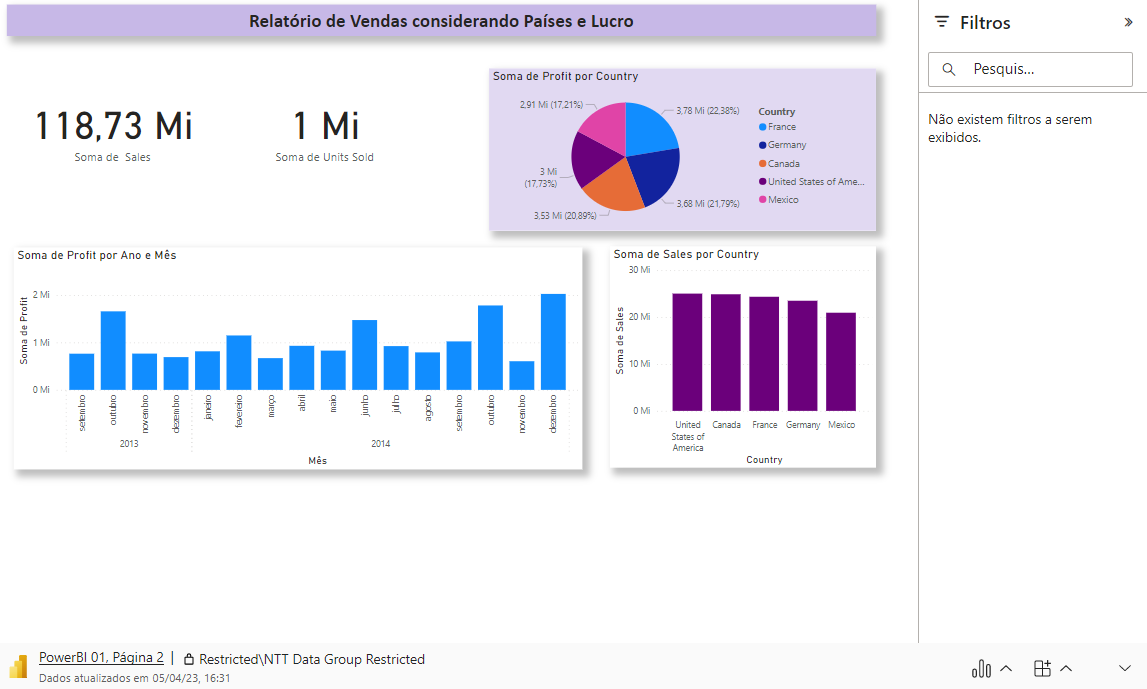 Relatório de Vendas considerando Países e Lucro
Filtros
Pesquis...
Não existem filtros a serem
exibidos.
118,73 Mi
Soma de  Sales
1 Mi
Soma de Units Sold
Soma de Profit por Country
2,91 Mi (17,21%)
3,78 Mi (22,38%)
3 Mi
(17,73%)
3,68 Mi (21,79%)
3,53 Mi (20,89%)
Country
France
Germany
Canada
United States of Ame...
Mexico
Soma de Profit por Ano e Mês
Soma de Profit
2 Mi
1 Mi
0 Mi
setembro
outubro
novembro
dezembro
janeiro
fevereiro
março
abril
maio
junho
julho
agosto
setembro
outubro
novembro
dezembro
2013
2014
Mês
Soma de Sales por Country
Soma de Sales
30 Mi
20 Mi
10 Mi
0 Mi
United
States of
America
Canada
France
Germany
Mexico
Country
PowerBI 01, Página 2 | Restricted\NTT Data Group Restricted
Dados atualizados em 05/04/23, 16:31